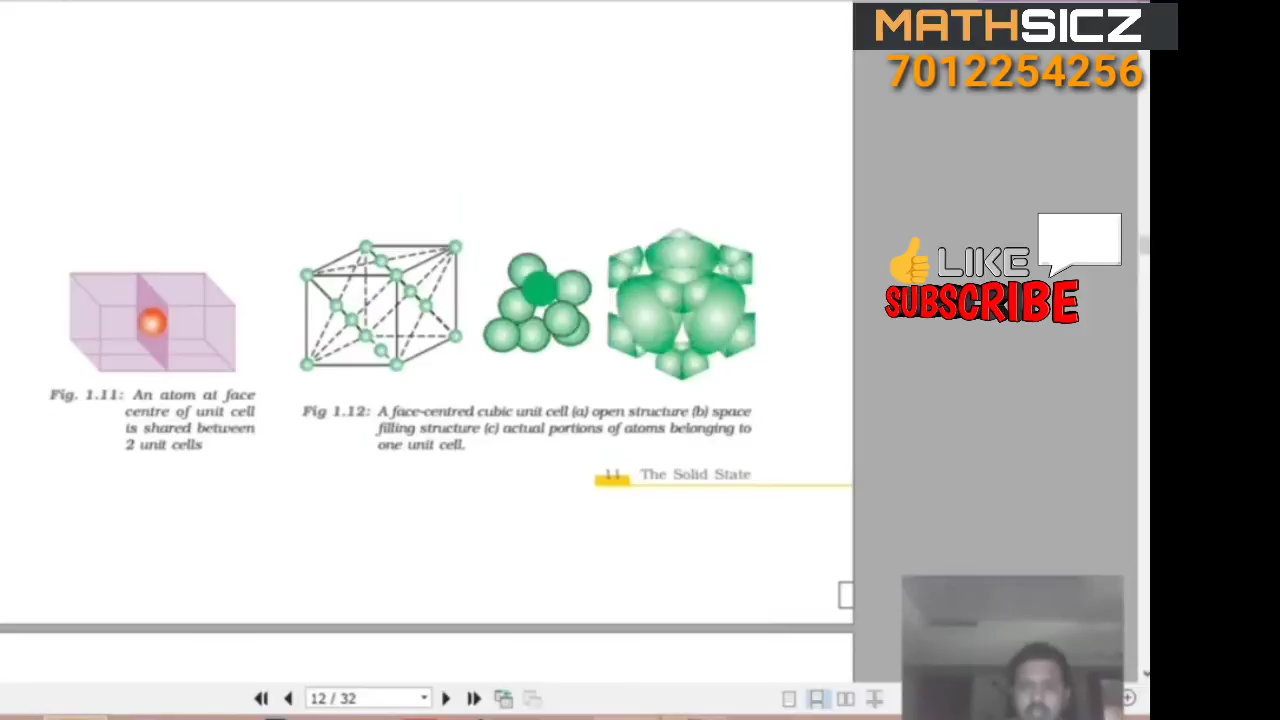 MATHSICZ
7012254256
LIKE
SUBSCRIBE
Fig. 1.11: An atom at face
centre of unit cell
is shared between
2 unit cells
Fig 1.12: A face-centred cubic unit cell (a) open structure (b) space
filling structure (c) actual portions of atoms belonging to
one unit cell.
11 The Solid State
12 / 32